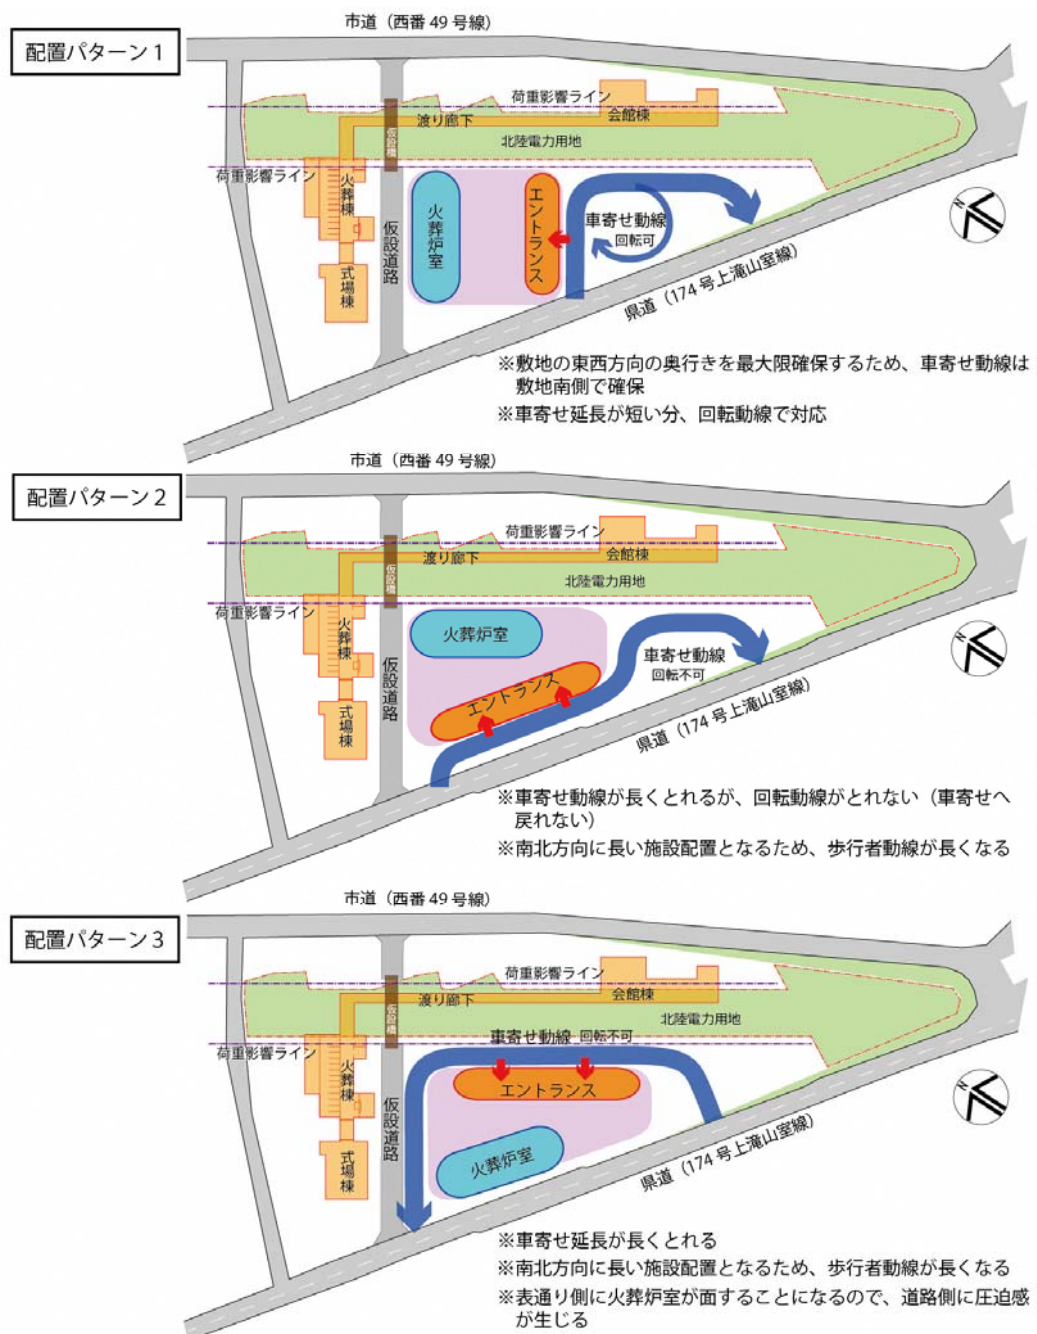 市道（西番 49 号線）
配置パターン 1
荷重影響ライン
渡り廊下
会館棟
仮設橋
北陸電力用地
荷重影響ライン
火葬棟
火葬炉室
エントランス
車寄せ動線
回転可
仮設道路
式場棟
N
県道（174 号上滝山室線）
※敷地の東西方向の奥行きを最大限確保するため、車寄せ動線は
敷地南側で確保
※車寄せ延長が短い分、回転動線で対応
市道（西番 49 号線）
配置パターン 2
荷重影響ライン
渡り廊下
会館棟
仮設橋
北陸電力用地
荷重影響ライン
火葬棟
火葬炉室
車寄せ動線
回転不可
エントランス
仮設道路
式場棟
N
県道（174 号上滝山室線）
※車寄せ動線が長くとれるが、回転動線がとれない（車寄せへ
戻れない）
※南北方向に長い施設配置となるため、歩行者動線が長くなる
市道（西番 49 号線）
配置パターン 3
荷重影響ライン
渡り廊下
会館棟
仮設橋
北陸電力用地
車寄せ動線 回転不可
荷重影響ライン
火葬棟
エントランス
仮設道路
火葬炉室
式場棟
N
県道（174 号上滝山室線）
※車寄せ延長が長くとれる
※南北方向に長い施設配置となるため、歩行者動線が長くなる
※表通り側に火葬炉室が面することになるので、道路側に圧迫感
が生じる